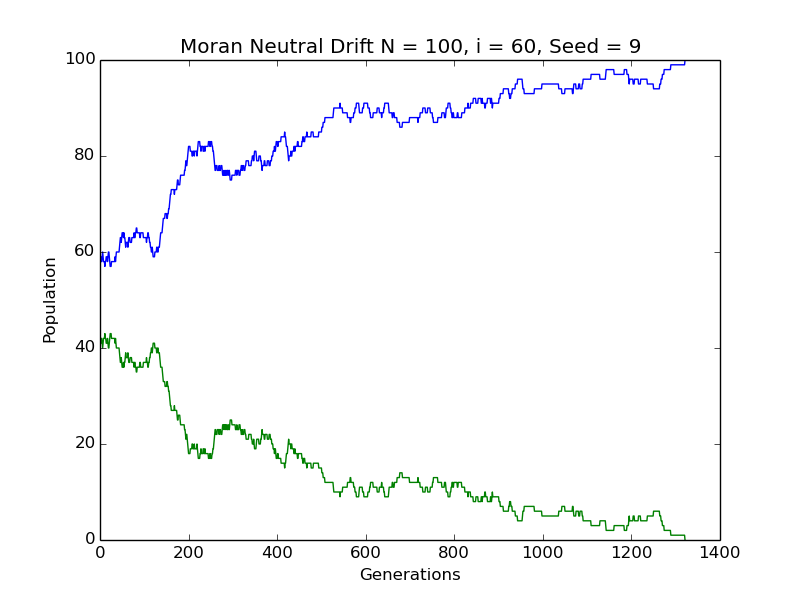 Moran Neutral Drift N = 100, i = 60, Seed = 9
100
80
60
40
20
0
Population
0 200 400 600 800 1000 1200 1400
Generations